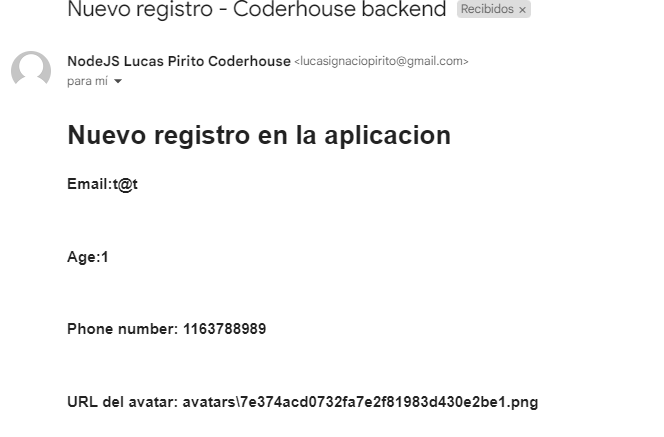 Nuevo registro - Coderhouse backend Recibidos ×
NodeJS Lucas Pirito Coderhouse <lucasignaciopirito@gmail.com>
para mí
Nuevo registro en la aplicacion
Email:t@t
Age:1
Phone number: 1163788989
URL del avatar: avatars\7e374acd0732fa7e2f81983d430e2be1.png